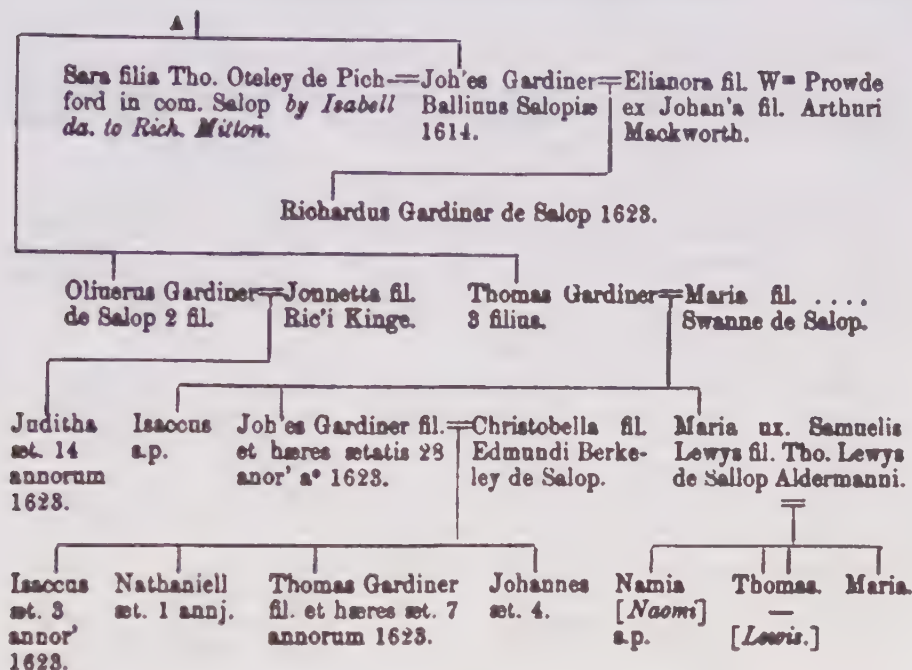 A
Sara filia Tho. Oteley de Pich-
ford in com. Salop by Isabell
da. to Rich. Mitton.
Joh'es Gardiner
Ballius Salopiæ
1614.
Elianora fil. Wm Prowde
ex Johan'a fil. Arthuri
Mackworth.
Richardus Gardiner de Salop 1623.
Oliuerus Gardiner
de Salop 2 fil.
Jonnetta fil.
Ric'i Kinge.
Thomas Gardiner
3 filius.
Maria fil. ....
Swanne de Salop.
Juditha
æt. 14
annorum
1623.
Isaccus
s.p.
Joh'es Gardiner fil.
et hæres ætatis 28
anor' aº 1623.
Christobella fil.
Edmundi Berke-
ley de Salop.
Maria ux. Samuelis
Lewys fil. Tho. Lewys
de Sallop Aldermanni.
Isaccus
æt. 3
annor'
1623.
Nathaniell
æt. 1 annj.
Thomas Gardiner
fil. et hæres æt. 7
annorum 1623.
Johannes
æt. 4.
Namia
[Naomi]
s.p.
Thomas.
—
[Lewis.]
Maria.